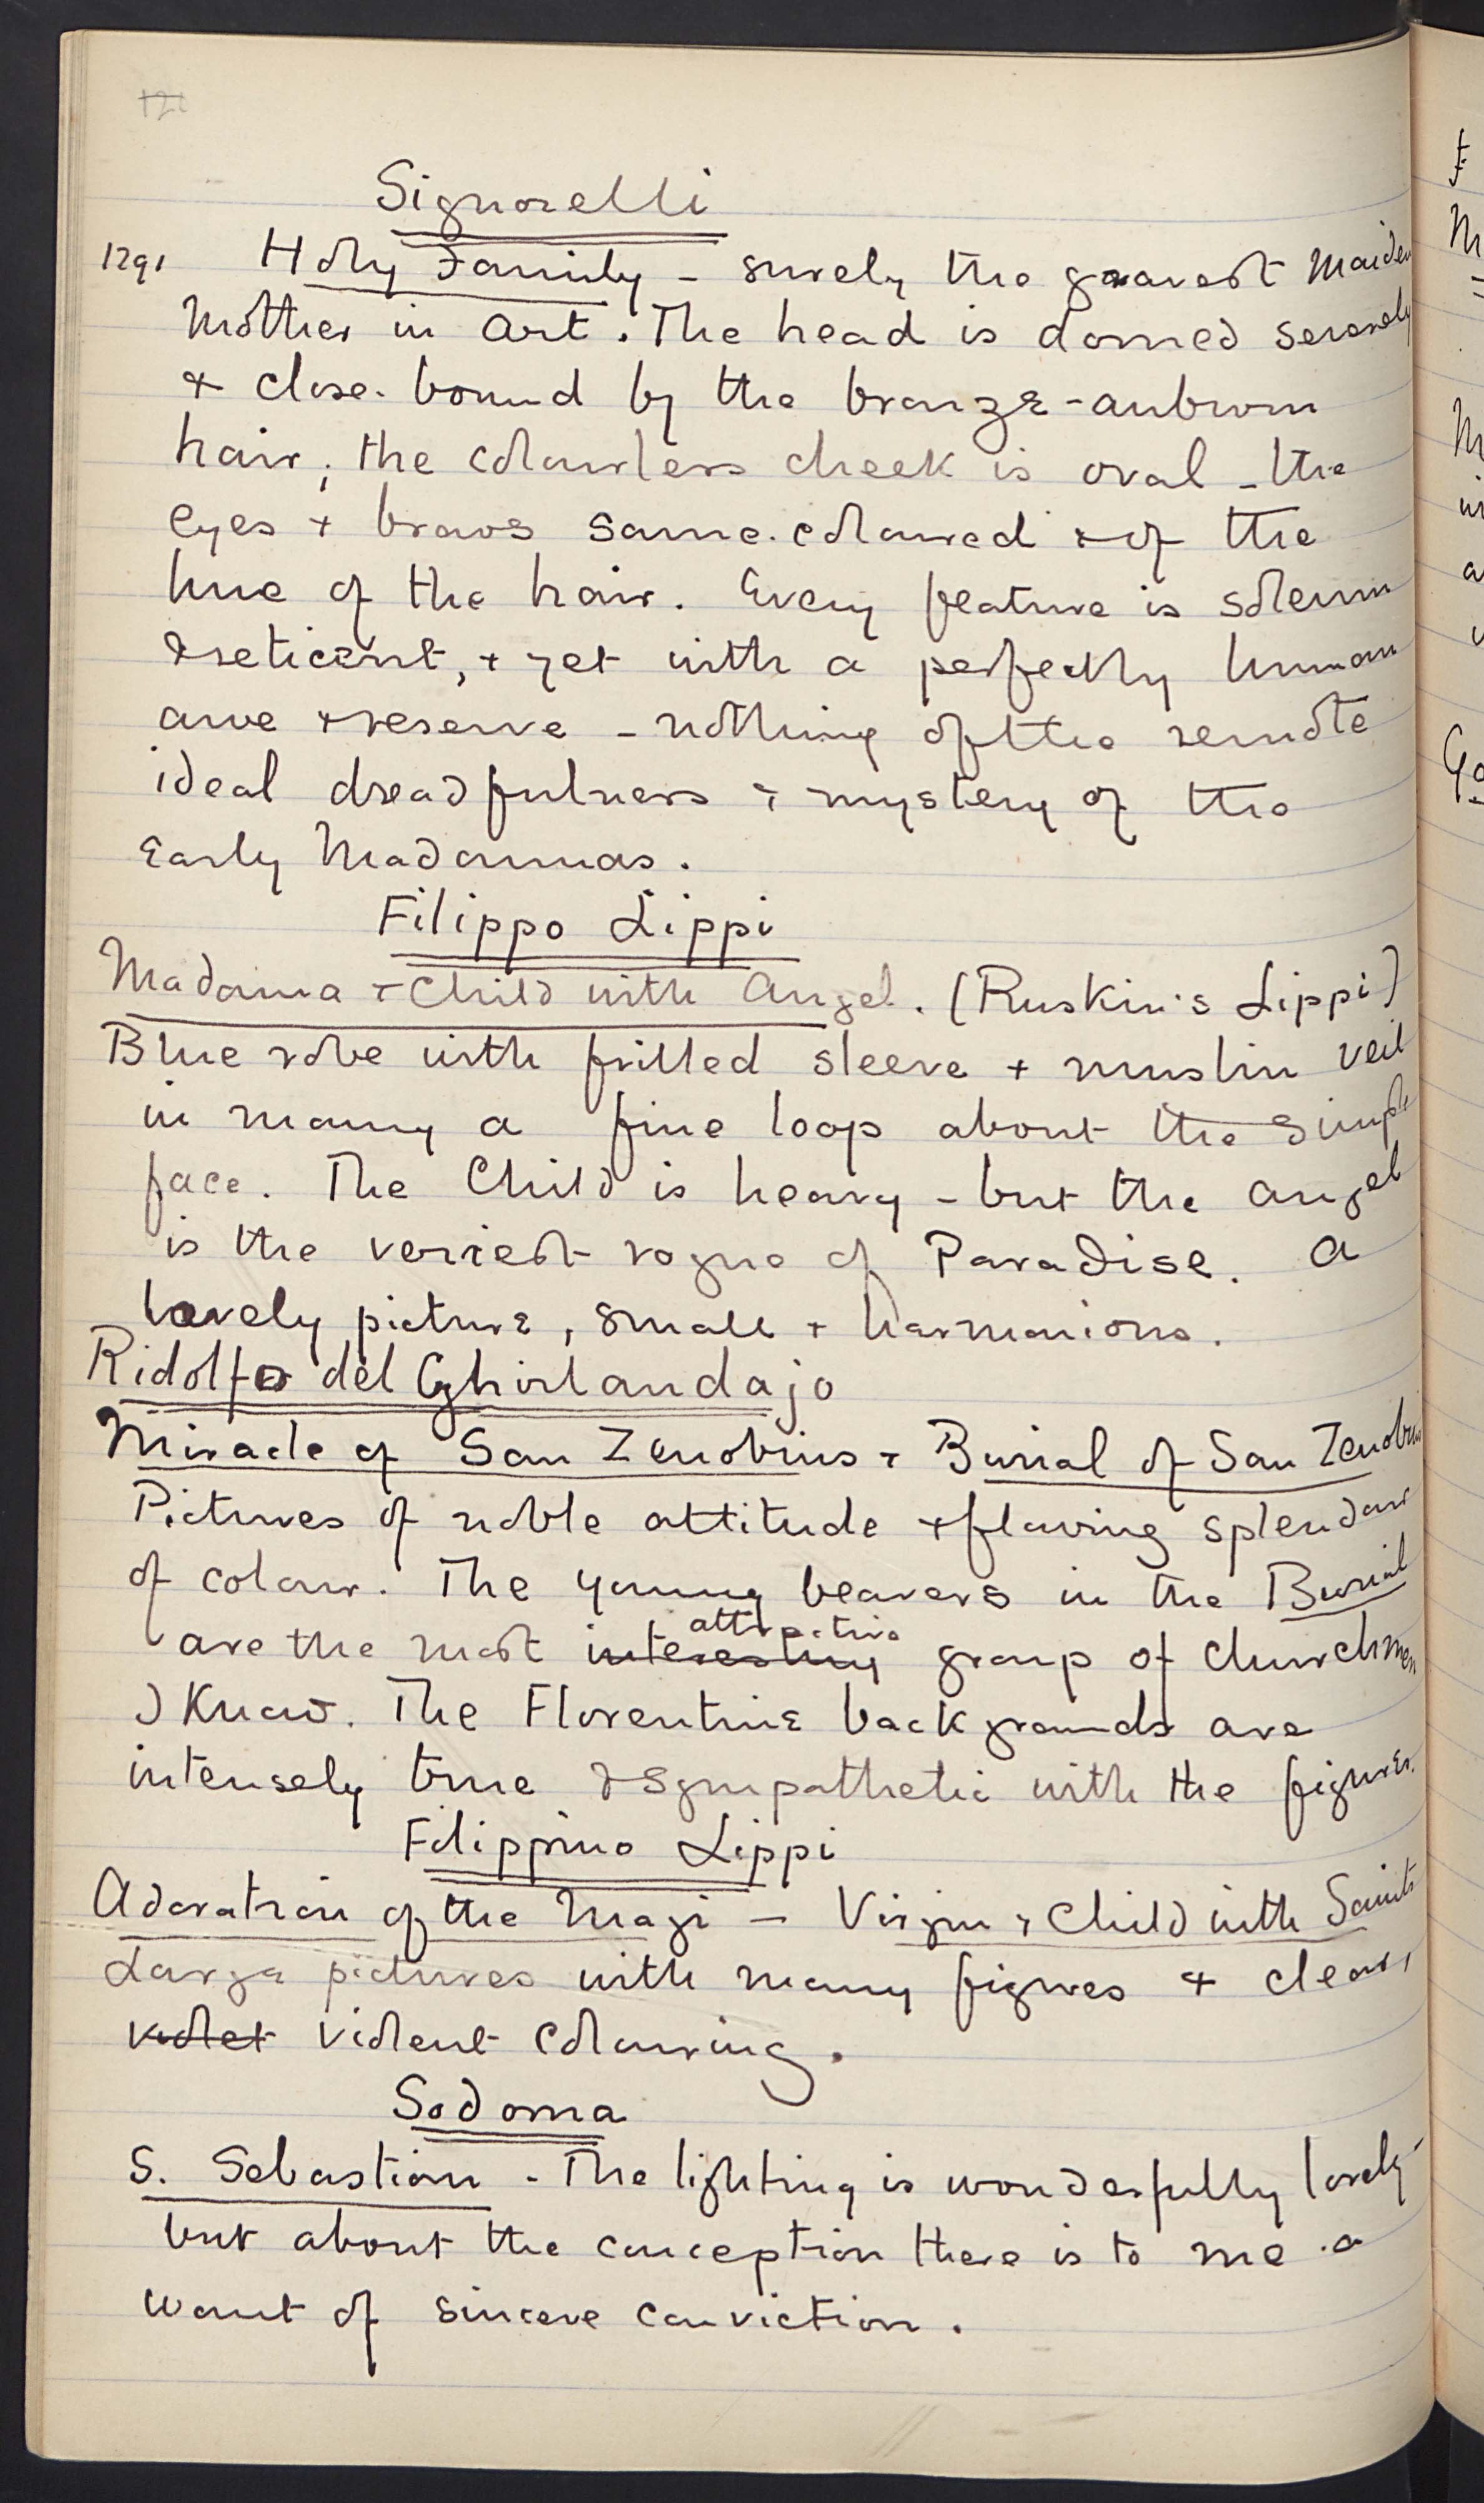 Signorelli
1291 Holy Family - surely the gravest Maiden
Mother in Art. The head is domed serenely
& close-bound by the bronze-auburn
hair; the colourless cheek is oval - the
eyes & brows same-coloured & of the
hue of the hair. Every feature is solemn
& reticent, & yet with a perfectly human
awe & reserve - nothing of the remote
ideal dreadfulness & mystery of the
Early Madonnas.
Filippo Lippi
Madonna & Child with Angel. (Ruskin's Lippi)
Blue robe with frilled sleeve & muslin veil
in many a fine loop about the simple
face. The Child is heavy - but the angel
is the veriest rogue of Paradise. A
lovely picture, small & harmonious.
Ridolfo del Ghirlandajo
Miracle of San Zenobius & Burial of San Zenobius
Pictures of noble attitude & flaring splendour
of colour. The young bearers in the Burial
attractive
are the most interesting group of churchmen
I know. The Florentine backgrounds are
intensely true & sympathetic with the figures.
Filippino Lippi
Adoration of the Magi - Virgin & Child with Saints
Large pictures with many figures & clear,
violet violent colouring.
Sodoma
S. Sebastian - The lighting is wonderfully lovely -
but about the conception there is to me a
want of sincere conviction.